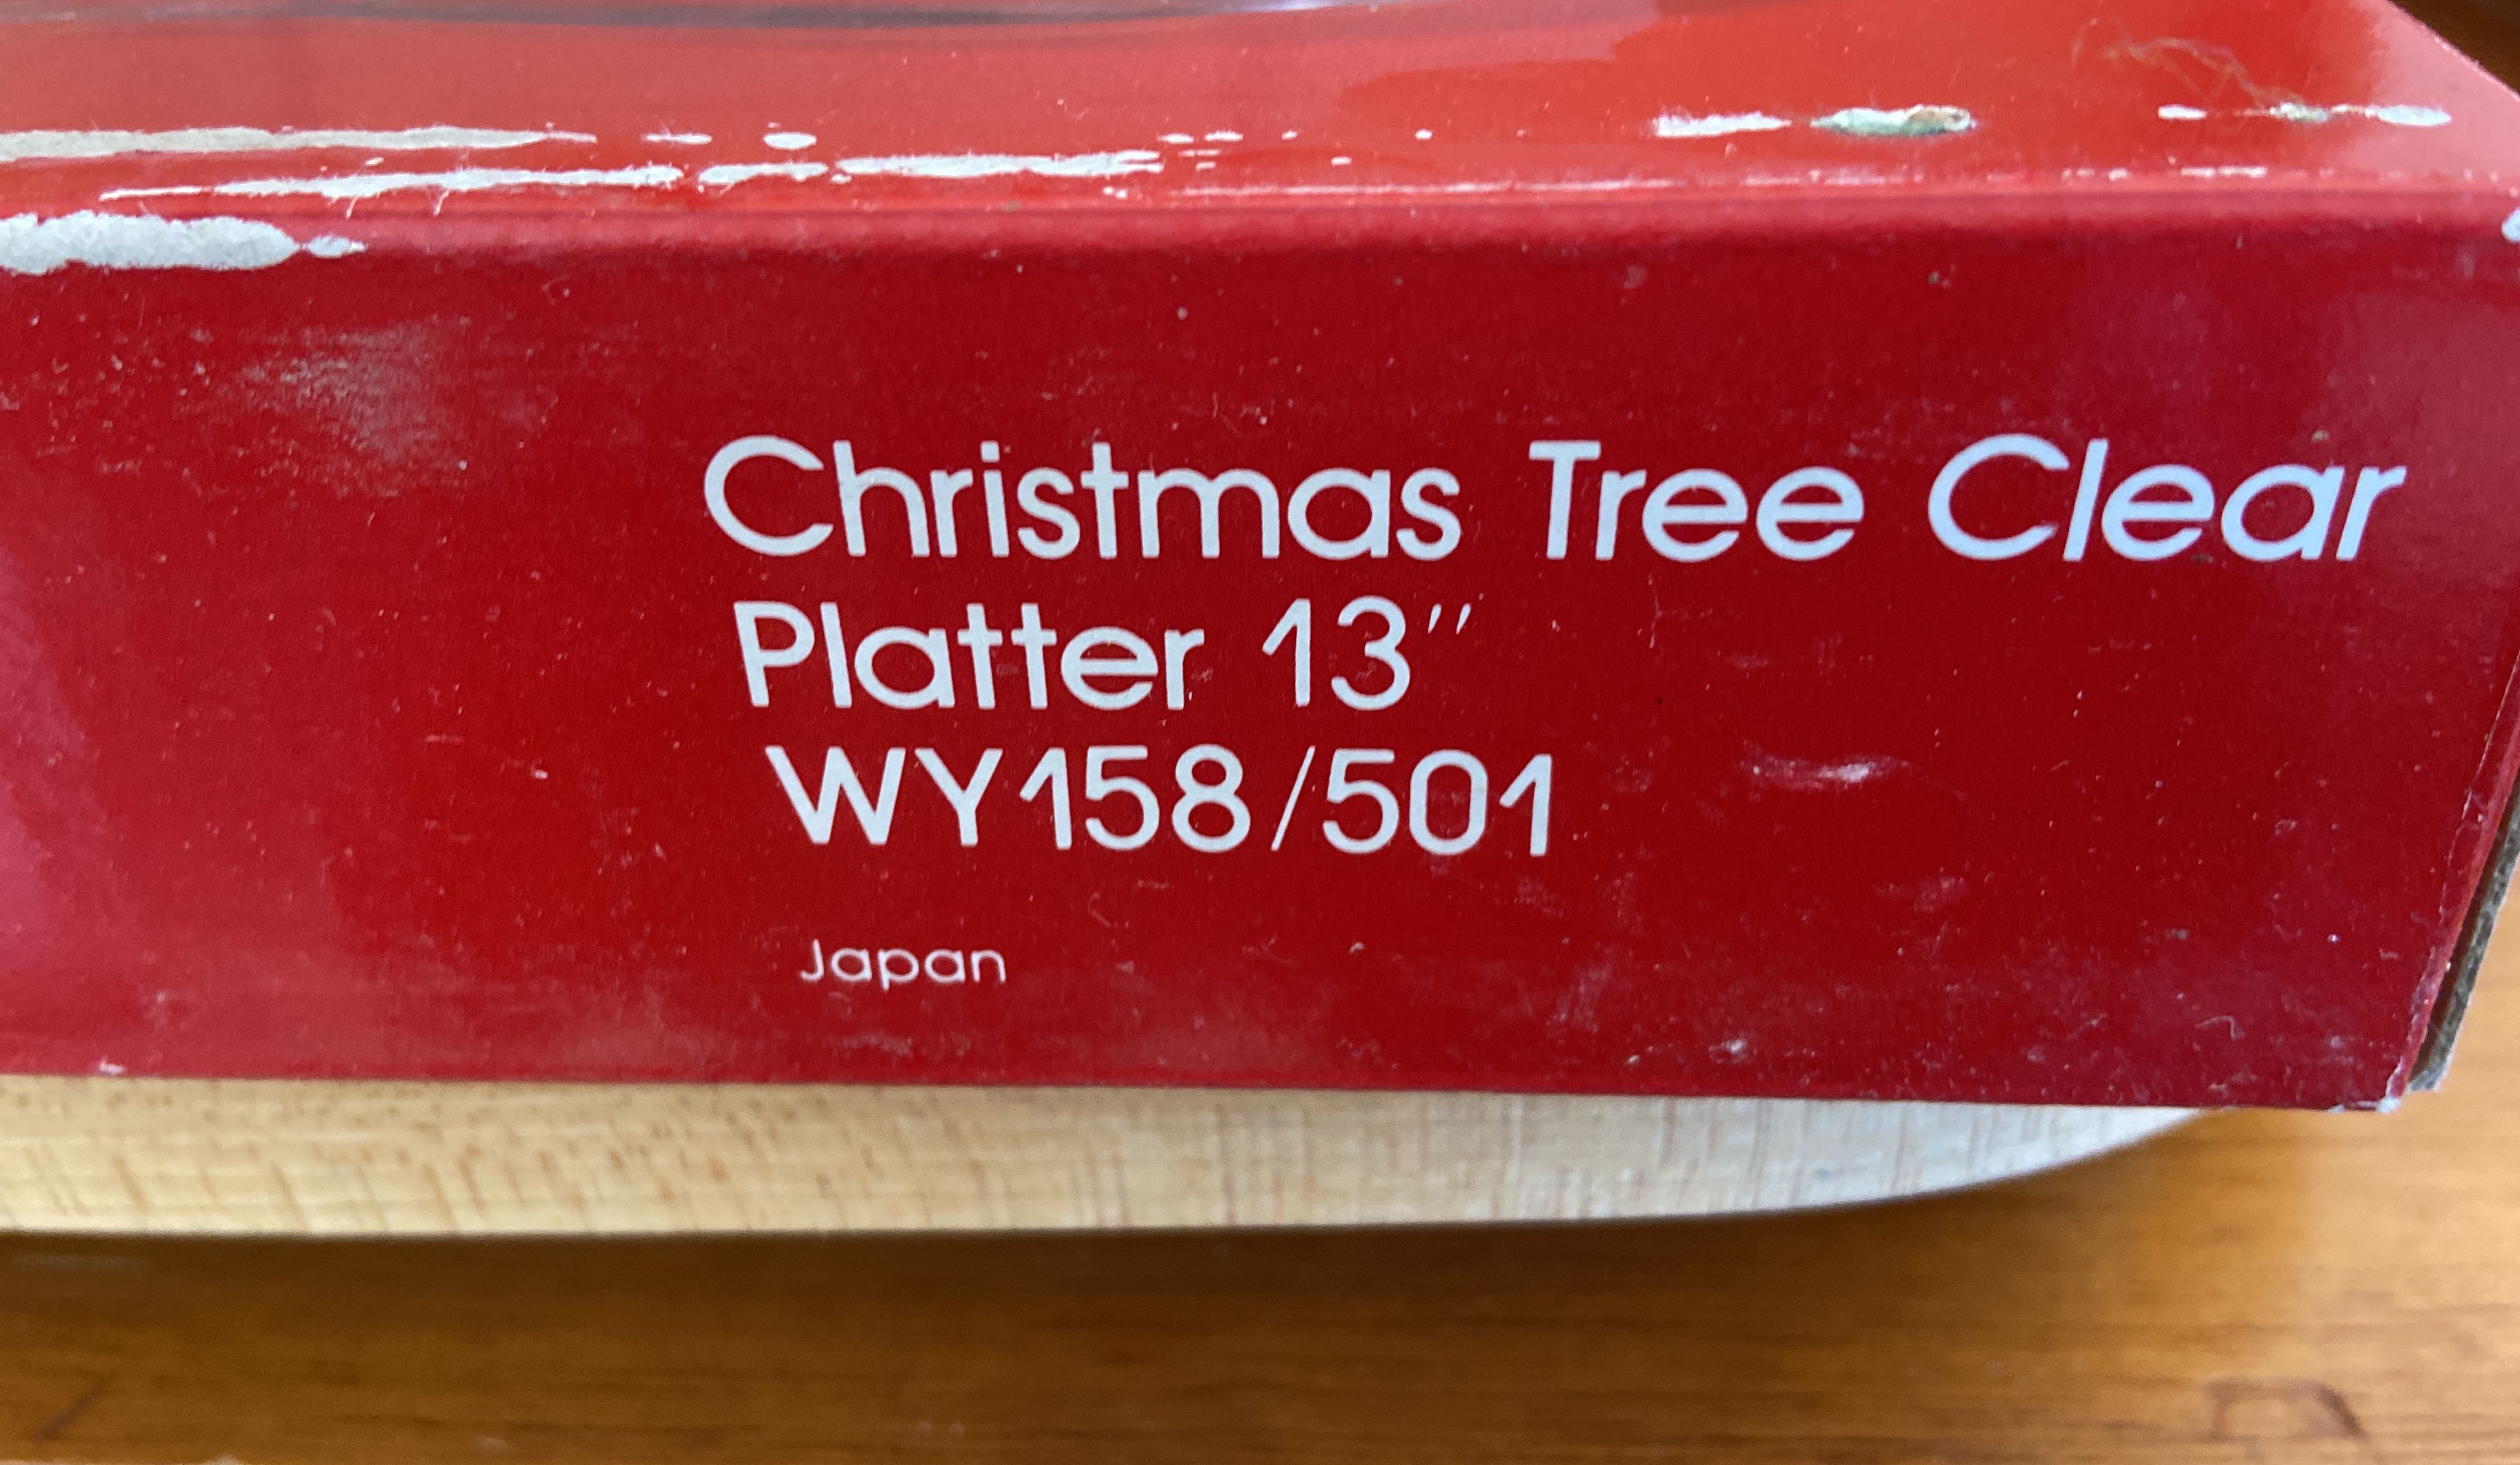 Christmas Tree Clear
Platter 13"
WY158/501
Japan